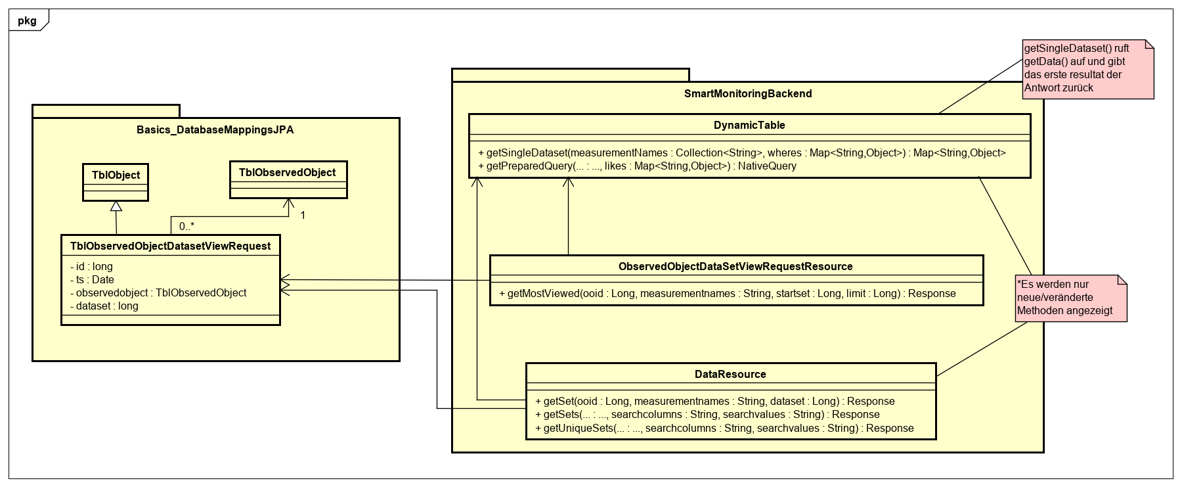 pkg
getSingleDataset() ruft
getData() auf und gibt
das erste resultat der
Antwort zurück
SmartMonitoringBackend
DynamicTable
+ getSingleDataset(measurementNames : Collection<String>, wheres : Map<String,Object>) : Map<String,Object>
+ getPreparedQuery(... : ..., likes : Map<String,Object>) : NativeQuery
Basics_DatabaseMappingsJPA
TblObject
TblObservedObject
1
0..*
TblObservedObjectDatasetViewRequest
- id : long
- ts : Date
- observedobject : TblObservedObject
- dataset : long
ObservedObjectDataSetViewRequestResource
+ getMostViewed(ooid : Long, measurementnames : String, startset : Long, limit : Long) : Response
*Es werden nur
neue/veränderte
Methoden angezeigt
DataResource
+ getSet(ooid : Long, measurementnames : String, dataset : Long) : Response
+ getSets(... : ..., searchcolumns : String, searchvalues : String) : Response
+ getUniqueSets(... : ..., searchcolumns : String, searchvalues : String) : Response